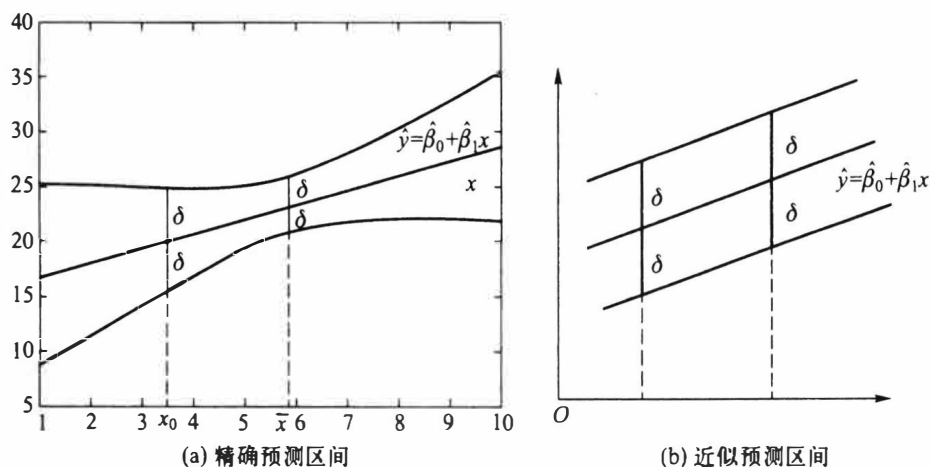 40
35
30
25
20
15
10
5
ŷ=β̂₀+β̂₁x
x
δ
δ
δ
δ
1 2 3 x₀ 4 5 x̄ 6 7 8 9 10
(a) 精确预测区间
δ
δ
δ
δ
ŷ=β̂₀+β̂₁x
O
(b) 近似预测区间